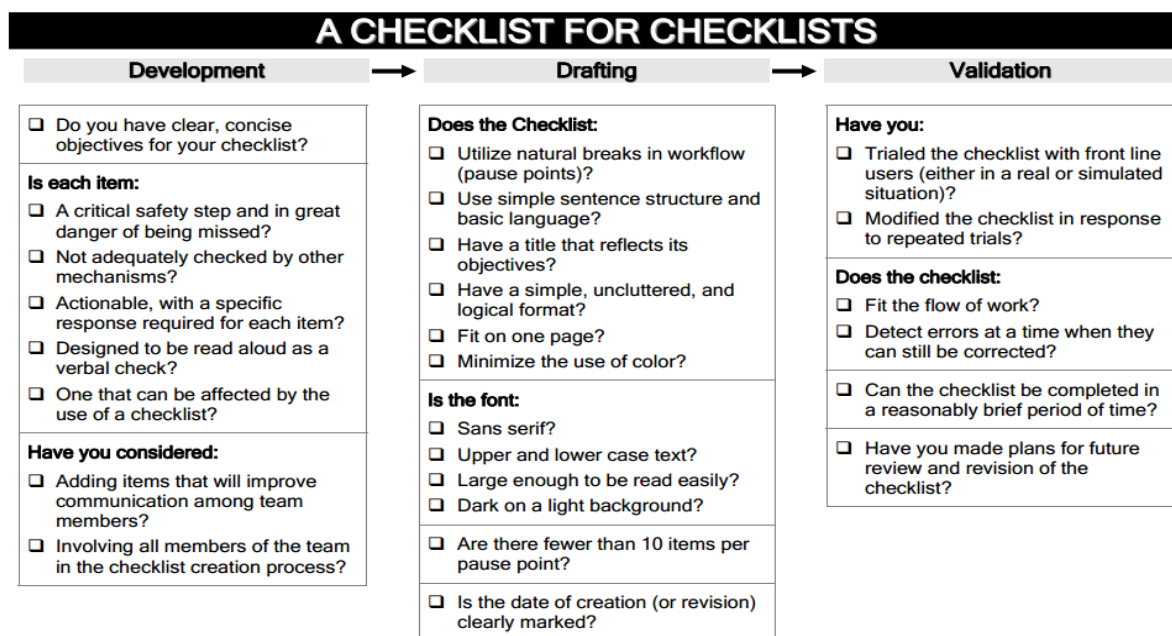 A CHECKLIST FOR CHECKLISTS
Development
❑ Do you have clear, concise
objectives for your checklist?
Is each item:
❑ A critical safety step and in great
danger of being missed?
❑ Not adequately checked by other
mechanisms?
❑ Actionable, with a specific
response required for each item?
❑ Designed to be read aloud as a
verbal check?
❑ One that can be affected by the
use of a checklist?
Have you considered:
❑ Adding items that will improve
communication among team
members?
❑ Involving all members of the team
in the checklist creation process?
Drafting
Does the Checklist:
❑ Utilize natural breaks in workflow
(pause points)?
❑ Use simple sentence structure and
basic language?
❑ Have a title that reflects its
objectives?
❑ Have a simple, uncluttered, and
logical format?
❑ Fit on one page?
❑ Minimize the use of color?
Is the font:
❑ Sans serif?
❑ Upper and lower case text?
❑ Large enough to be read easily?
❑ Dark on a light background?
❑ Are there fewer than 10 items per
pause point?
❑ Is the date of creation (or revision)
clearly marked?
Validation
Have you:
❑ Trialed the checklist with front line
users (either in a real or simulated
situation)?
❑ Modified the checklist in response
to repeated trials?
Does the checklist:
❑ Fit the flow of work?
❑ Detect errors at a time when they
can still be corrected?
❑ Can the checklist be completed in
a reasonably brief period of time?
❑ Have you made plans for future
review and revision of the
checklist?